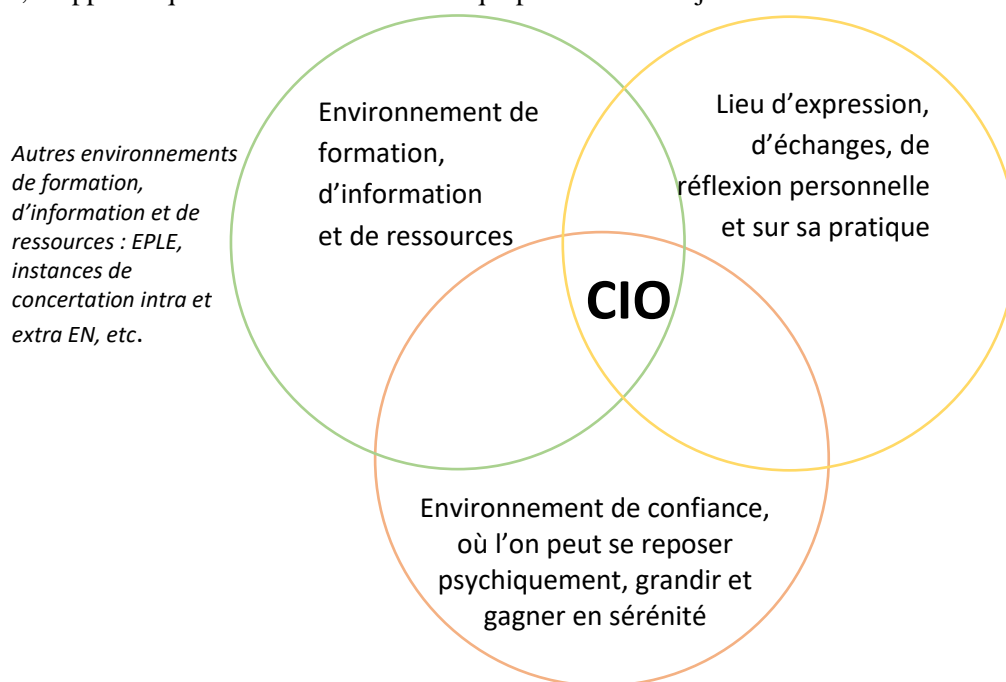 Autres environnements
de formation,
d'information et de
ressources : EPLE,
instances de
concertation intra et
extra EN, etc.
Environnement de
formation,
d'information
et de ressources
Lieu d'expression,
d'échanges, de
réflexion personnelle
et sur sa pratique
CIO
Environnement de confiance,
où l'on peut se reposer
psychiquement, grandir et
gagner en sérénité